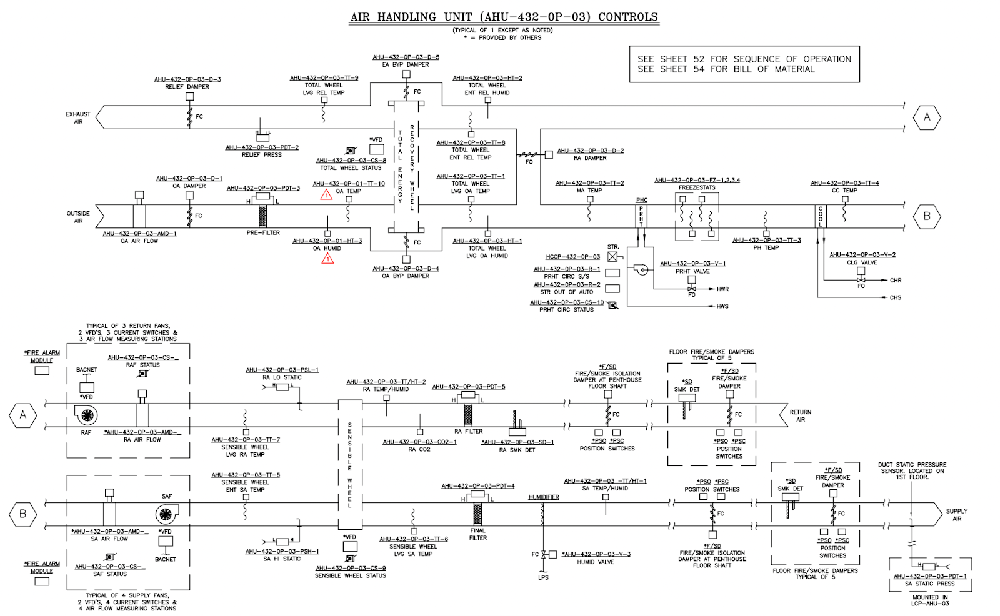 AIR HANDLING UNIT (AHU-432-0P-03) CONTROLS
(TYPICAL OF 1 EXCEPT AS NOTED)
* = PROVIDED BY OTHERS
SEE SHEET 52 FOR SEQUENCE OF OPERATION
SEE SHEET 54 FOR BILL OF MATERIAL
AHU-432-0P-03-D-5
EA BYP DAMPER
FC
AHU-432-0P-03-D-3
RELIEF DAMPER
FC
AHU-432-0P-03-TT-9
TOTAL WHEEL
LVG REL TEMP
AHU-432-0P-03-HT-2
TOTAL WHEEL
ENT REL HUMID
EXHAUST
AIR
A
H L
AHU-432-0P-03-PDT-2
RELIEF PRESS
*VFD
AHU-432-0P-03-CS-8
TOTAL WHEEL STATUS
TOTAL ENERGY
RECOVERY WHEEL
AHU-432-0P-03-TT-8
TOTAL WHEEL
ENT REL TEMP
AHU-432-0P-03-D-2
RA DAMPER
FO
AHU-432-0P-03-D-1
OA DAMPER
FC
AHU-432-0P-03-PDT-3
H L
PRE-FILTER
AHU-432-0P-01-TT-10
OA TEMP
1
AHU-432-0P-03-TT-1
TOTAL WHEEL
LVG OA TEMP
AHU-432-0P-03-TT-2
MA TEMP
AHU-432-0P-03-FZ-1,2,3,4
FREEZESTATS
AHU-432-0P-03-TT-4
CC TEMP
PHC
PRHT
COOL
OUTSIDE
AIR
B
AHU-432-0P-03-AMD-1
OA AIR FLOW
AHU-432-0P-01-HT-3
OA HUMID
1
FC
AHU-432-0P-03-D-4
OA BYP DAMPER
AHU-432-0P-03-HT-1
TOTAL WHEEL
LVG OA HUMID
AHU-432-0P-03-TT-3
PH TEMP
STR.
HCCP-432-0P-03
AHU-432-0P-03-R-1
PRHT CIRC S/S
AHU-432-0P-03-R-2
STR OUT OF AUTO
AHU-432-0P-03-CS-10
PRHT CIRC STATUS
AHU-432-0P-03-V-1
PRHT VALVE
FO
HWR
HWS
AHU-432-0P-03-V-2
CLG VALVE
FO
CHR
CHS
TYPICAL OF 3 RETURN FANS,
2 VFD'S, 3 CURRENT SWITCHES &
3 AIR FLOW MEASURING STATIONS
*FIRE ALARM
MODULE
AHU-432-0P-03-CS-_
RAF STATUS
BACNET
*VFD
A
RAF
*AHU-432-0P-03-AMD-_
RA AIR FLOW
AHU-432-0P-03-PSL-1
RA LO STATIC
H L
AHU-432-0P-03-TT-7
SENSIBLE WHEEL
LVG RA TEMP
SENSIBLE WHEEL
AHU-432-0P-03-TT/HT-2
RA TEMP/HUMID
AHU-432-0P-03-PDT-5
H L
RA FILTER
AHU-432-0P-03-CO2-1
RA CO2
*AHU-432-0P-03-SD-1
RA SMK DET
*F/SD
FIRE/SMOKE ISOLATION
DAMPER AT PENTHOUSE
FLOOR SHAFT
FC
*PSO *PSC
POSITION SWITCHES
FLOOR FIRE/SMOKE DAMPERS
TYPICAL OF 5
*SD
SMK DET
*F/SD
FIRE/SMOKE
DAMPER
FC
*PSO *PSC
POSITION
SWITCHES
RETURN
AIR
AHU-432-0P-03-TT-5
SENSIBLE WHEEL
ENT SA TEMP
B
SAF
*AHU-432-0P-03-AMD-_
SA AIR FLOW
*VFD
BACNET
AHU-432-0P-03-CS-_
SAF STATUS
*FIRE ALARM
MODULE
TYPICAL OF 4 SUPPLY FANS,
2 VFD'S, 4 CURRENT SWITCHES &
4 AIR FLOW MEASURING STATIONS
L H
AHU-432-0P-03-PSH-1
SA HI STATIC
*VFD
AHU-432-0P-03-CS-9
SENSIBLE WHEEL STATUS
AHU-432-0P-03-TT-6
SENSIBLE WHEEL
LVG SA TEMP
AHU-432-0P-03-PDT-4
H L
FINAL
FILTER
HUMIDIFIER
FC
*AHU-432-0P-03-V-3
HUMID VALVE
LPS
AHU-432-0P-03 -TT/HT-1
SA TEMP/HUMID
*PSO *PSC
POSITION SWITCHES
FC
*F/SD
FIRE/SMOKE ISOLATION
DAMPER AT PENTHOUSE
FLOOR SHAFT
*SD
SMK DET
*F/SD
FIRE/SMOKE
DAMPER
FC
*PSO *PSC
POSITION
SWITCHES
FLOOR FIRE/SMOKE DAMPERS
TYPICAL OF 5
DUCT STATIC PRESSURE
SENSOR. LOCATED ON
1ST FLOOR.
SUPPLY
AIR
H L
AHU-432-0P-03-PDT-1
SA STATIC PRESS
MOUNTED IN
LCP-AHU-03